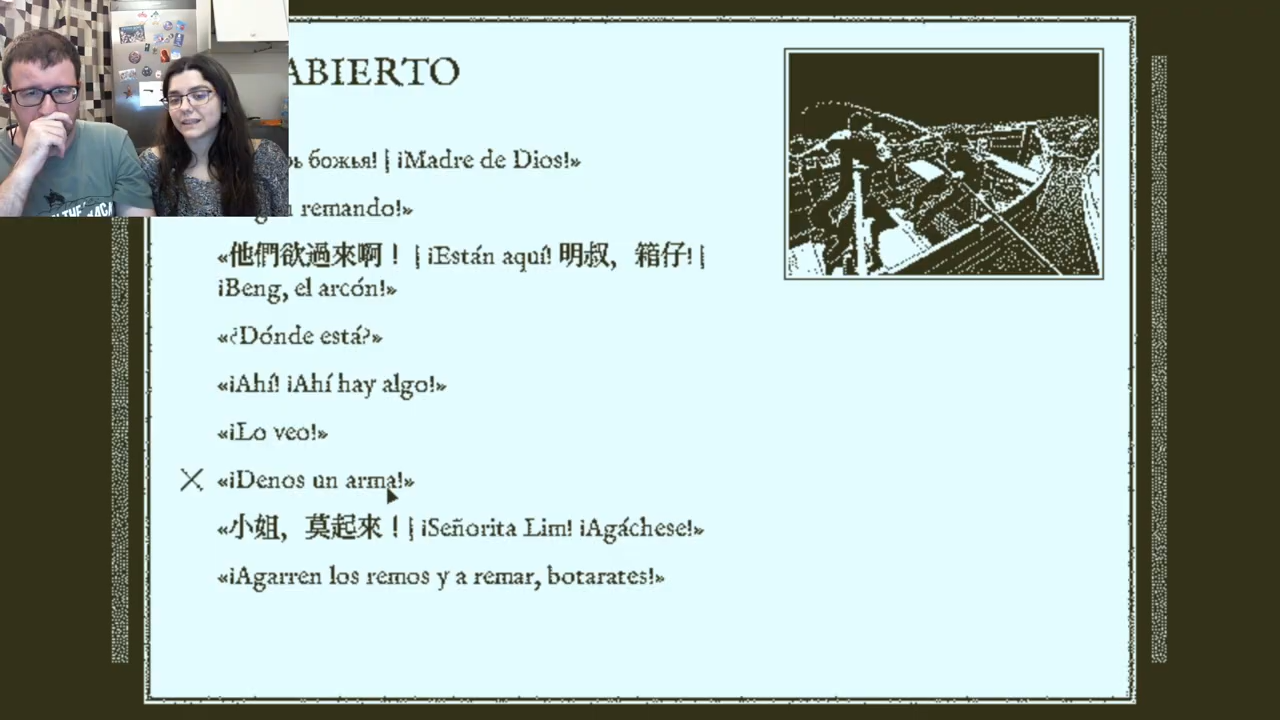 ABIERTO
ь божья! | ¡Madre de Dios!»
remando!»
«他們欲過來啊！ | ¡Están aquí! 明叔，箱仔! |
¡Beng, el arcón!»
«¿Dónde está?»
«¡Ahí! ¡Ahí hay algo!»
«¡Lo veo!»
«¡Denos un arma!»
«小姐，莫起來！| ¡Señorita Lim! ¡Agáchese!»
«¡Agarren los remos y a remar, botarates!»